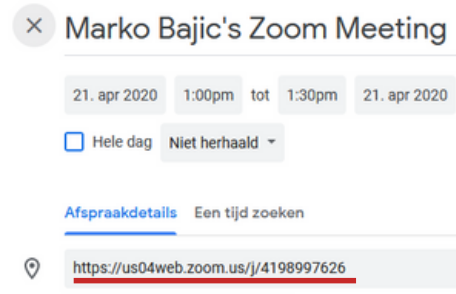 Marko Bajic's Zoom Meeting
21. apr 2020 1:00pm tot 1:30pm 21. apr 2020
Hele dag Niet herhaald
Afspraakdetails Een tijd zoeken
https://us04web.zoom.us/j/4198997626